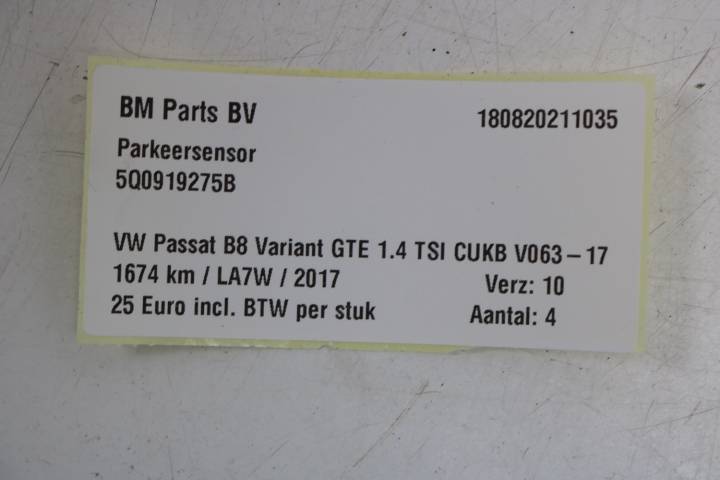 BM Parts BV 180820211035
Parkeersensor
5Q0919275B
VW Passat B8 Variant GTE 1.4 TSI CUKB V063-17
1674 km / LA7W / 2017 Verz: 10
25 Euro incl. BTW per stuk Aantal: 4